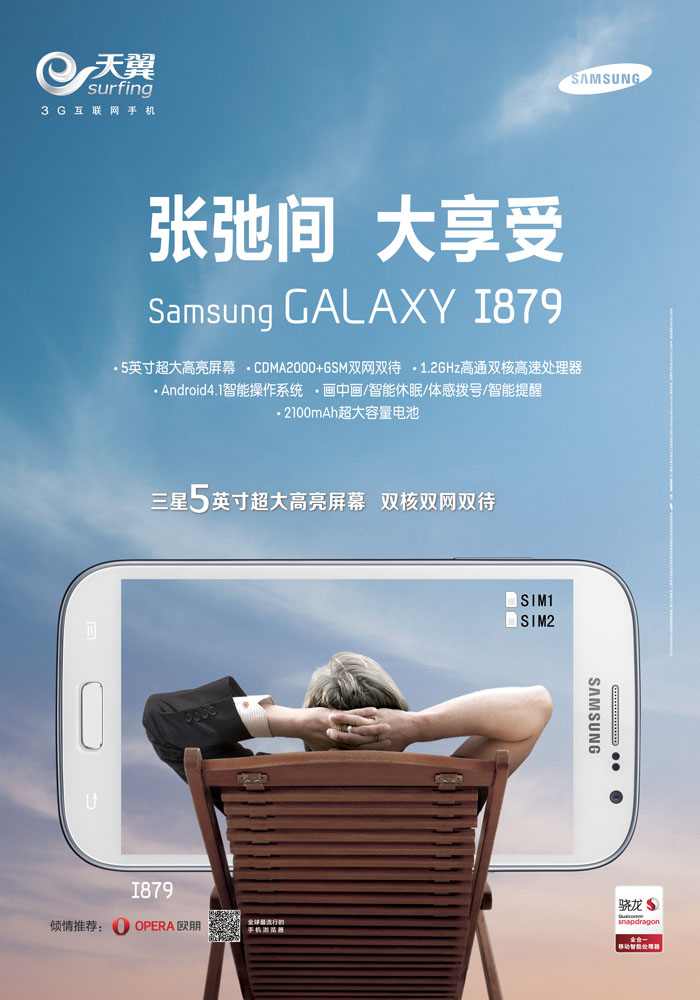 天翼
surfing
3G互联网手机
SAMSUNG
张弛间 大享受
Samsung GALAXY I879
·5英寸超大高亮屏幕 ·CDMA2000+GSM双网双待 ·1.2GHz高通双核高速处理器
·Android4.1智能操作系统 ·画中画/智能休眠/体感拨号/智能提醒
·2100mAh超大容量电池
三星5英寸超大高亮屏幕 双核双网双待
SIM1
SIM2
SAMSUNG
I879
倾情推荐: OPERA欧朋
全球最流行的
手机浏览器
骁龙
Qualcomm
snapdragon
全合一
移动智能处理器